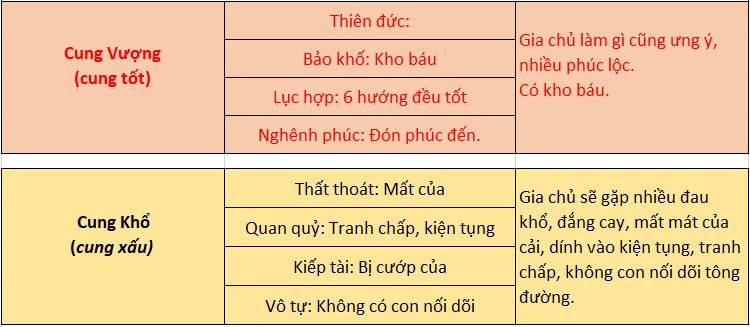 Cung Vượng
(cung tốt)
Thiên đức:
Bảo khố: Kho báu
Lục hợp: 6 hướng đều tốt
Nghênh phúc: Đón phúc đến.
Gia chủ làm gì cũng ưng ý,
nhiều phúc lộc.
Có kho báu.
Cung Khổ
(cung xấu)
Thất thoát: Mất của
Quan quỷ: Tranh chấp, kiện tụng
Kiếp tài: Bị cướp của
Vô tự: Không có con nối dõi
Gia chủ sẽ gặp nhiều đau
khổ, đắng cay, mất mát của
cải, dính vào kiện tụng, tranh
chấp, không con nối dõi tông
đường.